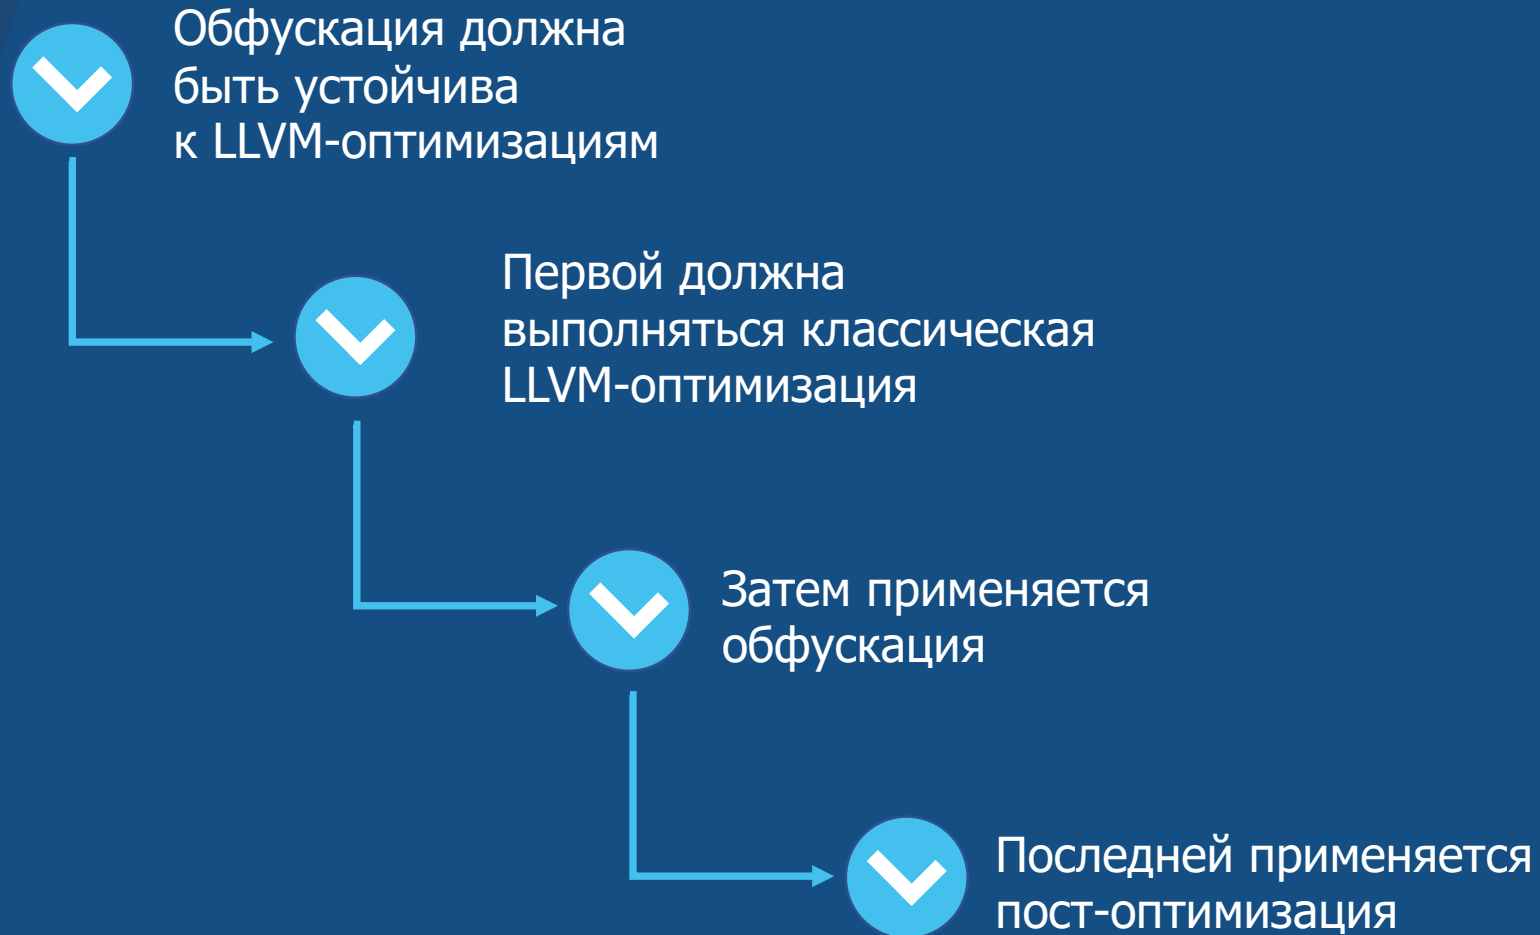 Обфускация должна
быть устойчива
к LLVM-оптимизациям
Первой должна
выполняться классическая
LLVM-оптимизация
Затем применяется
обфускация
Последней применяется
пост-оптимизация